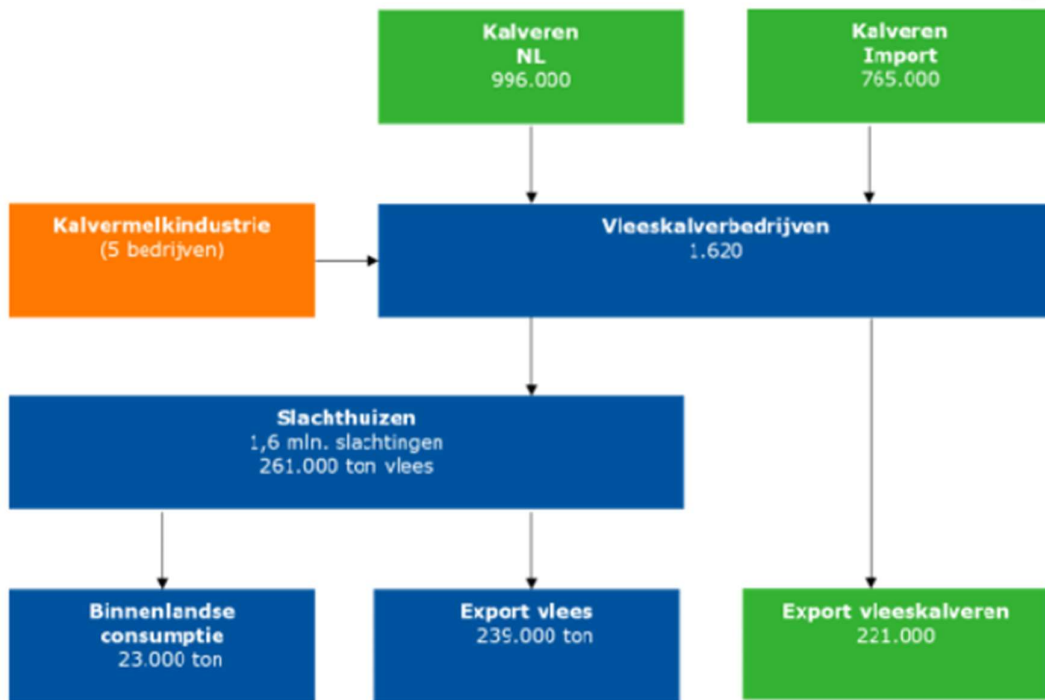 Kalveren
NL
996.000
Kalveren
Import
765.000
Kalvermelkindustrie
(5 bedrijven)
Vleeskalverbedrijven
1.620
Slachthuizen
1,6 mln. slachtingen
261.000 ton vlees
Binnenlandse
consumptie
23.000 ton
Export vlees
239.000 ton
Export vleeskalveren
221.000